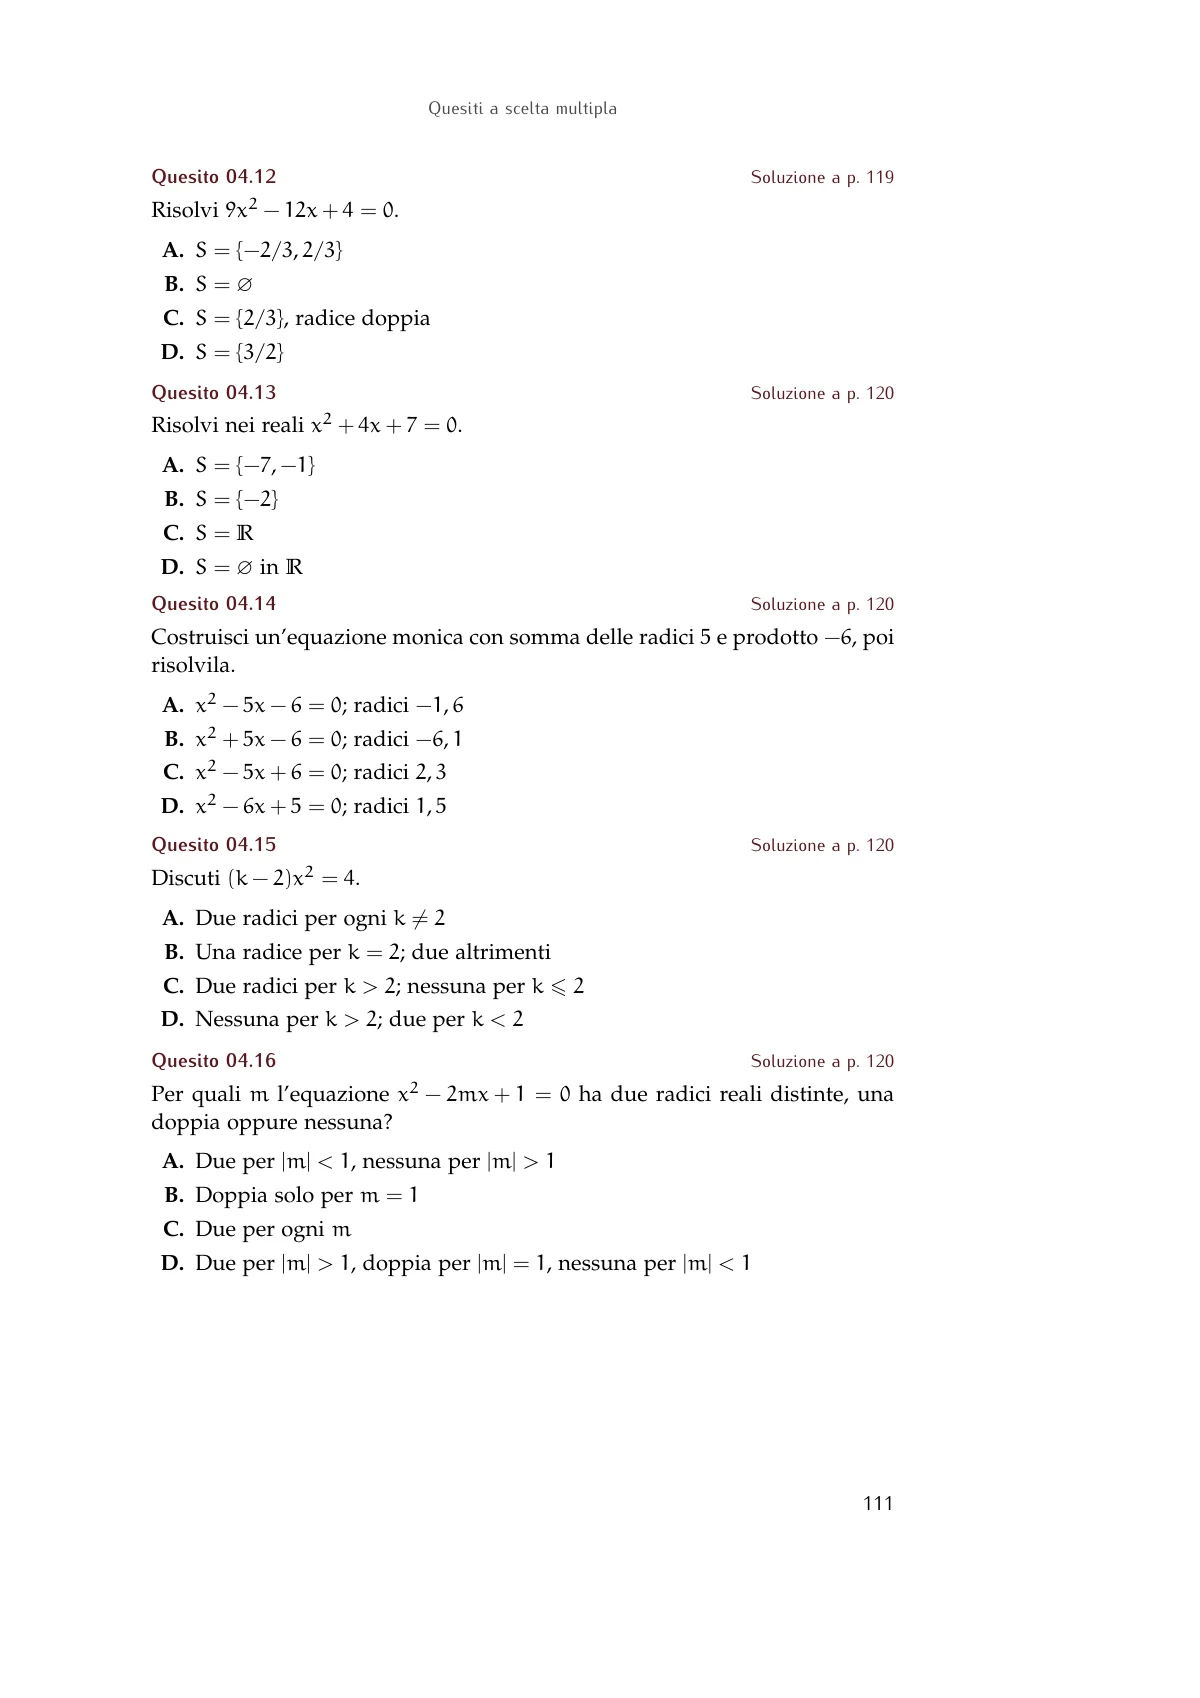 Quesiti a scelta multipla
Quesito 04.12 Soluzione a p. 119
Risolvi 9x² − 12x + 4 = 0.
A. S = {−2/3, 2/3}
B. S = ∅
C. S = {2/3}, radice doppia
D. S = {3/2}
Quesito 04.13 Soluzione a p. 120
Risolvi nei reali x² + 4x + 7 = 0.
A. S = {−7, −1}
B. S = {−2}
C. S = ℝ
D. S = ∅ in ℝ
Quesito 04.14 Soluzione a p. 120
Costruisci un’equazione monica con somma delle radici 5 e prodotto −6, poi
risolvila.
A. x² − 5x − 6 = 0; radici −1, 6
B. x² + 5x − 6 = 0; radici −6, 1
C. x² − 5x + 6 = 0; radici 2, 3
D. x² − 6x + 5 = 0; radici 1, 5
Quesito 04.15 Soluzione a p. 120
Discuti (k − 2)x² = 4.
A. Due radici per ogni k ≠ 2
B. Una radice per k = 2; due altrimenti
C. Due radici per k > 2; nessuna per k ⩽ 2
D. Nessuna per k > 2; due per k < 2
Quesito 04.16 Soluzione a p. 120
Per quali m l’equazione x² − 2mx + 1 = 0 ha due radici reali distinte, una
doppia oppure nessuna?
A. Due per |m| < 1, nessuna per |m| > 1
B. Doppia solo per m = 1
C. Due per ogni m
D. Due per |m| > 1, doppia per |m| = 1, nessuna per |m| < 1
111